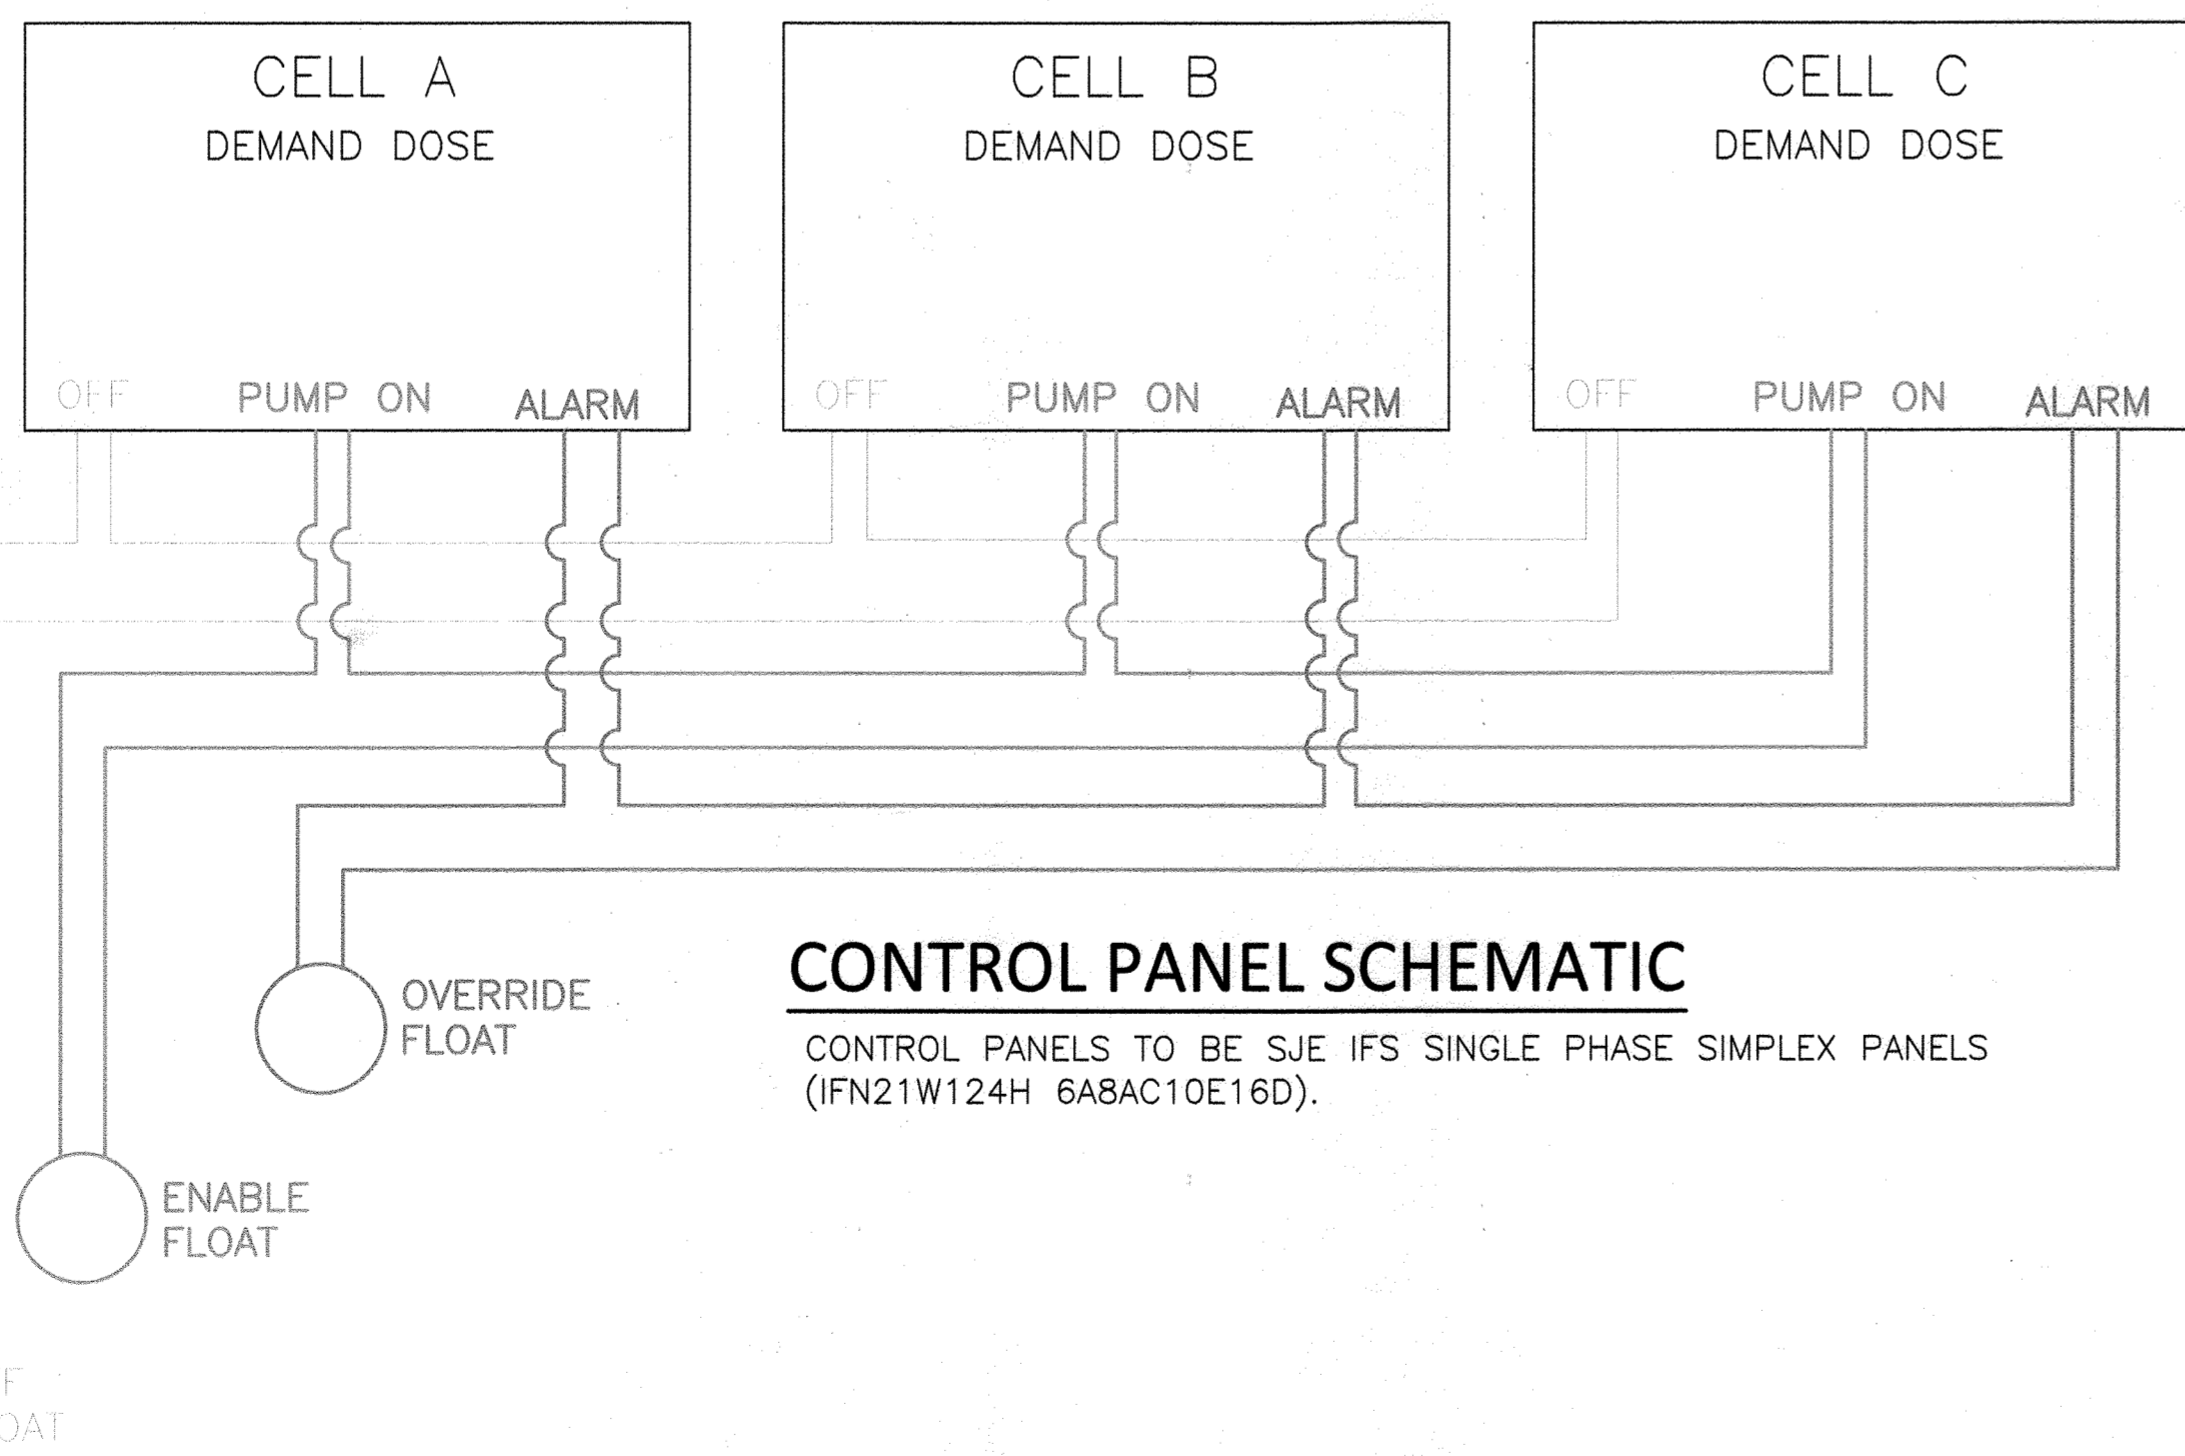 CELL A
DEMAND DOSE
OFF PUMP ON ALARM
CELL B
DEMAND DOSE
OFF PUMP ON ALARM
CELL C
DEMAND DOSE
OFF PUMP ON ALARM
OVERRIDE
FLOAT
CONTROL PANEL SCHEMATIC
CONTROL PANELS TO BE SJE IFS SINGLE PHASE SIMPLEX PANELS
(IFN21W124H 6A8AC10E16D).
ENABLE
FLOAT